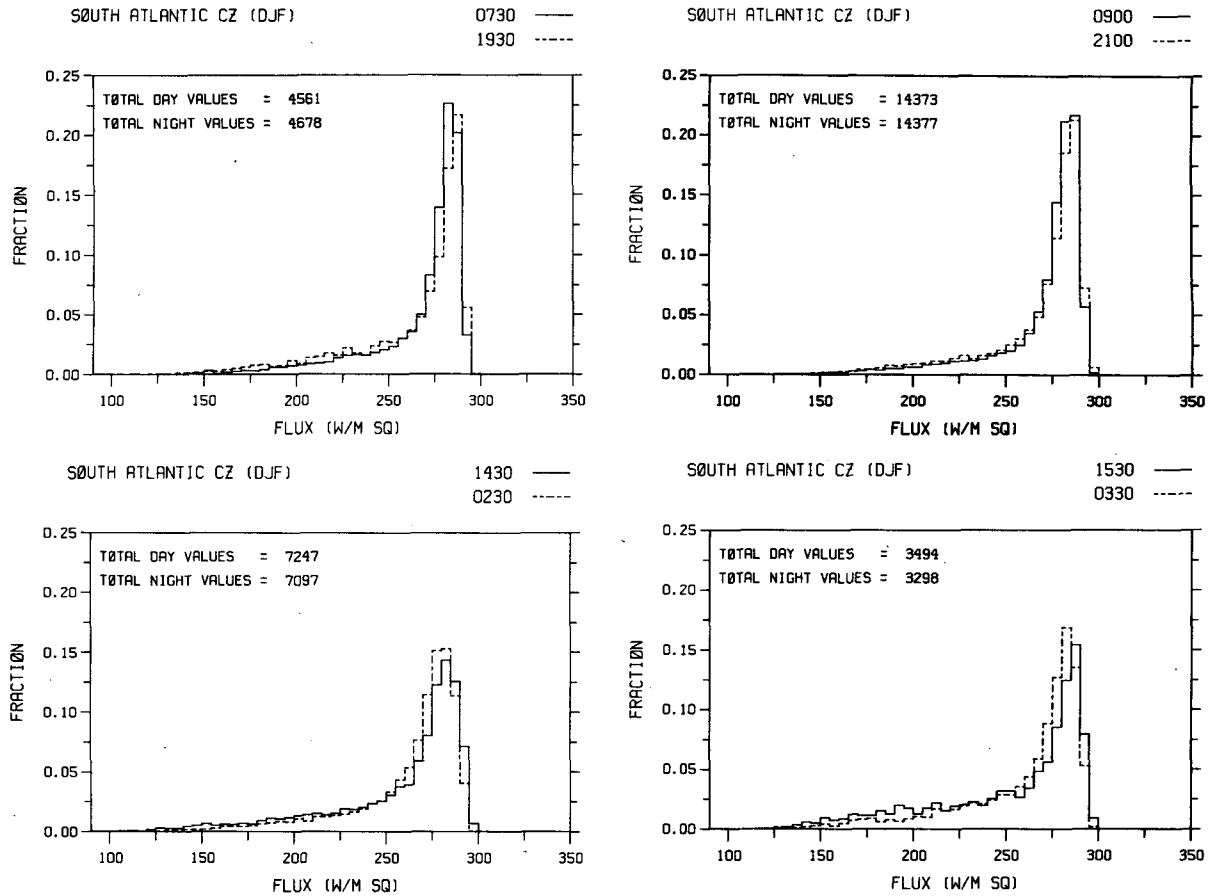 SØUTH ATLANTIC CZ (DJF) 0730
1930
0.25
0.20
0.15
0.10
0.05
0.00
FRACTIØN
TØTAL DAY VALUES = 4561
TØTAL NIGHT VALUES = 4678
100 150 200 250 300 350
FLUX (W/M SQ)
SØUTH ATLANTIC CZ (DJF) 0900
2100
0.25
0.20
0.15
0.10
0.05
0.00
FRACTIØN
TØTAL DAY VALUES = 14373
TØTAL NIGHT VALUES = 14377
100 150 200 250 300 350
FLUX (W/M SQ)
SØUTH ATLANTIC CZ (DJF) 1430
0230
0.25
0.20
0.15
0.10
0.05
0.00
FRACTIØN
TØTAL DAY VALUES = 7247
TØTAL NIGHT VALUES = 7097
100 150 200 250 300 350
FLUX (W/M SQ)
SØUTH ATLANTIC CZ (DJF) 1530
0330
0.25
0.20
0.15
0.10
0.05
0.00
FRACTIØN
TØTAL DAY VALUES = 3494
TØTAL NIGHT VALUES = 3298
100 150 200 250 300 350
FLUX (W/M SQ)